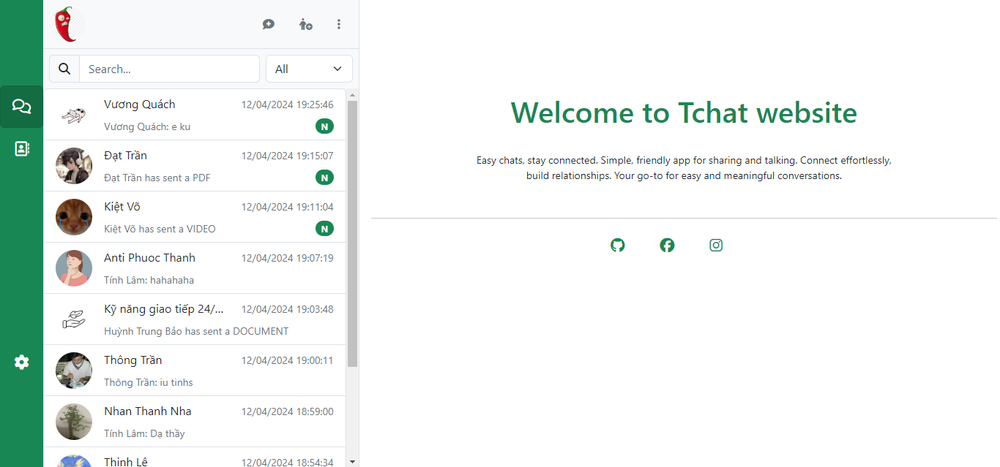 Search...
All
Vương Quách 12/04/2024 19:25:46
Vương Quách: e ku N
Đạt Trần 12/04/2024 19:15:07
Đạt Trần has sent a PDF N
Kiệt Võ 12/04/2024 19:11:04
Kiệt Võ has sent a VIDEO N
Anti Phuoc Thanh 12/04/2024 19:07:19
Tính Lâm: hahahaha
Kỹ năng giao tiếp 24/... 12/04/2024 19:03:48
Huỳnh Trung Bảo has sent a DOCUMENT
Thông Trần 12/04/2024 19:00:11
Thông Trần: iu tinhs
Nhan Thanh Nha 12/04/2024 18:59:00
Tính Lâm: Dạ thầy
Thinh Lê 12/04/2024 18:54:34
Welcome to Tchat website
Easy chats, stay connected. Simple, friendly app for sharing and talking. Connect effortlessly,
build relationships. Your go-to for easy and meaningful conversations.